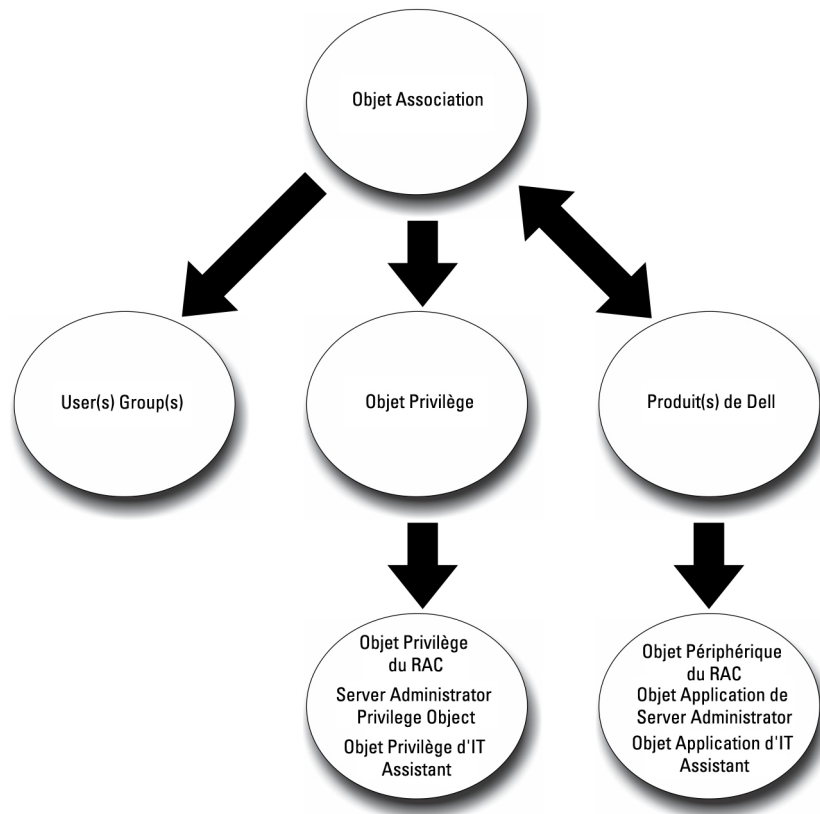 Objet Association
User(s) Group(s)
Objet Privilège
Produit(s) de Dell
Objet Privilège
du RAC
Server Administrator
Privilege Object
Objet Privilège d'IT
Assistant
Objet Périphérique
du RAC
Objet Application de
Server Administrator
Objet Application d'IT
Assistant